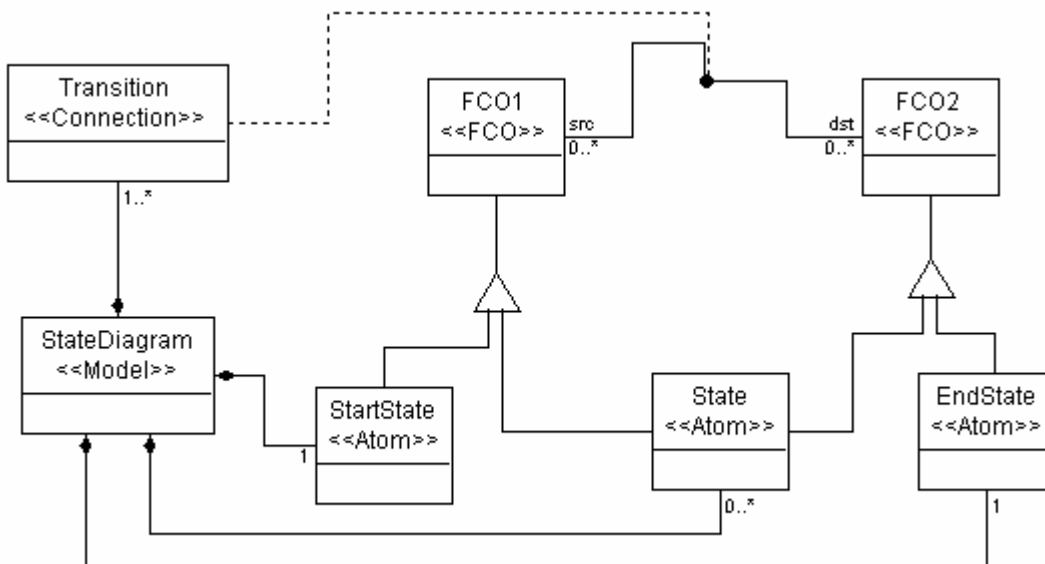 Transition
<<Connection>>
1..*
FCO1
<<FCO>>
src
0..*
dst
0..*
FCO2
<<FCO>>
StateDiagram
<<Model>>
StartState
<<Atom>>
1
State
<<Atom>>
0..*
EndState
<<Atom>>
1